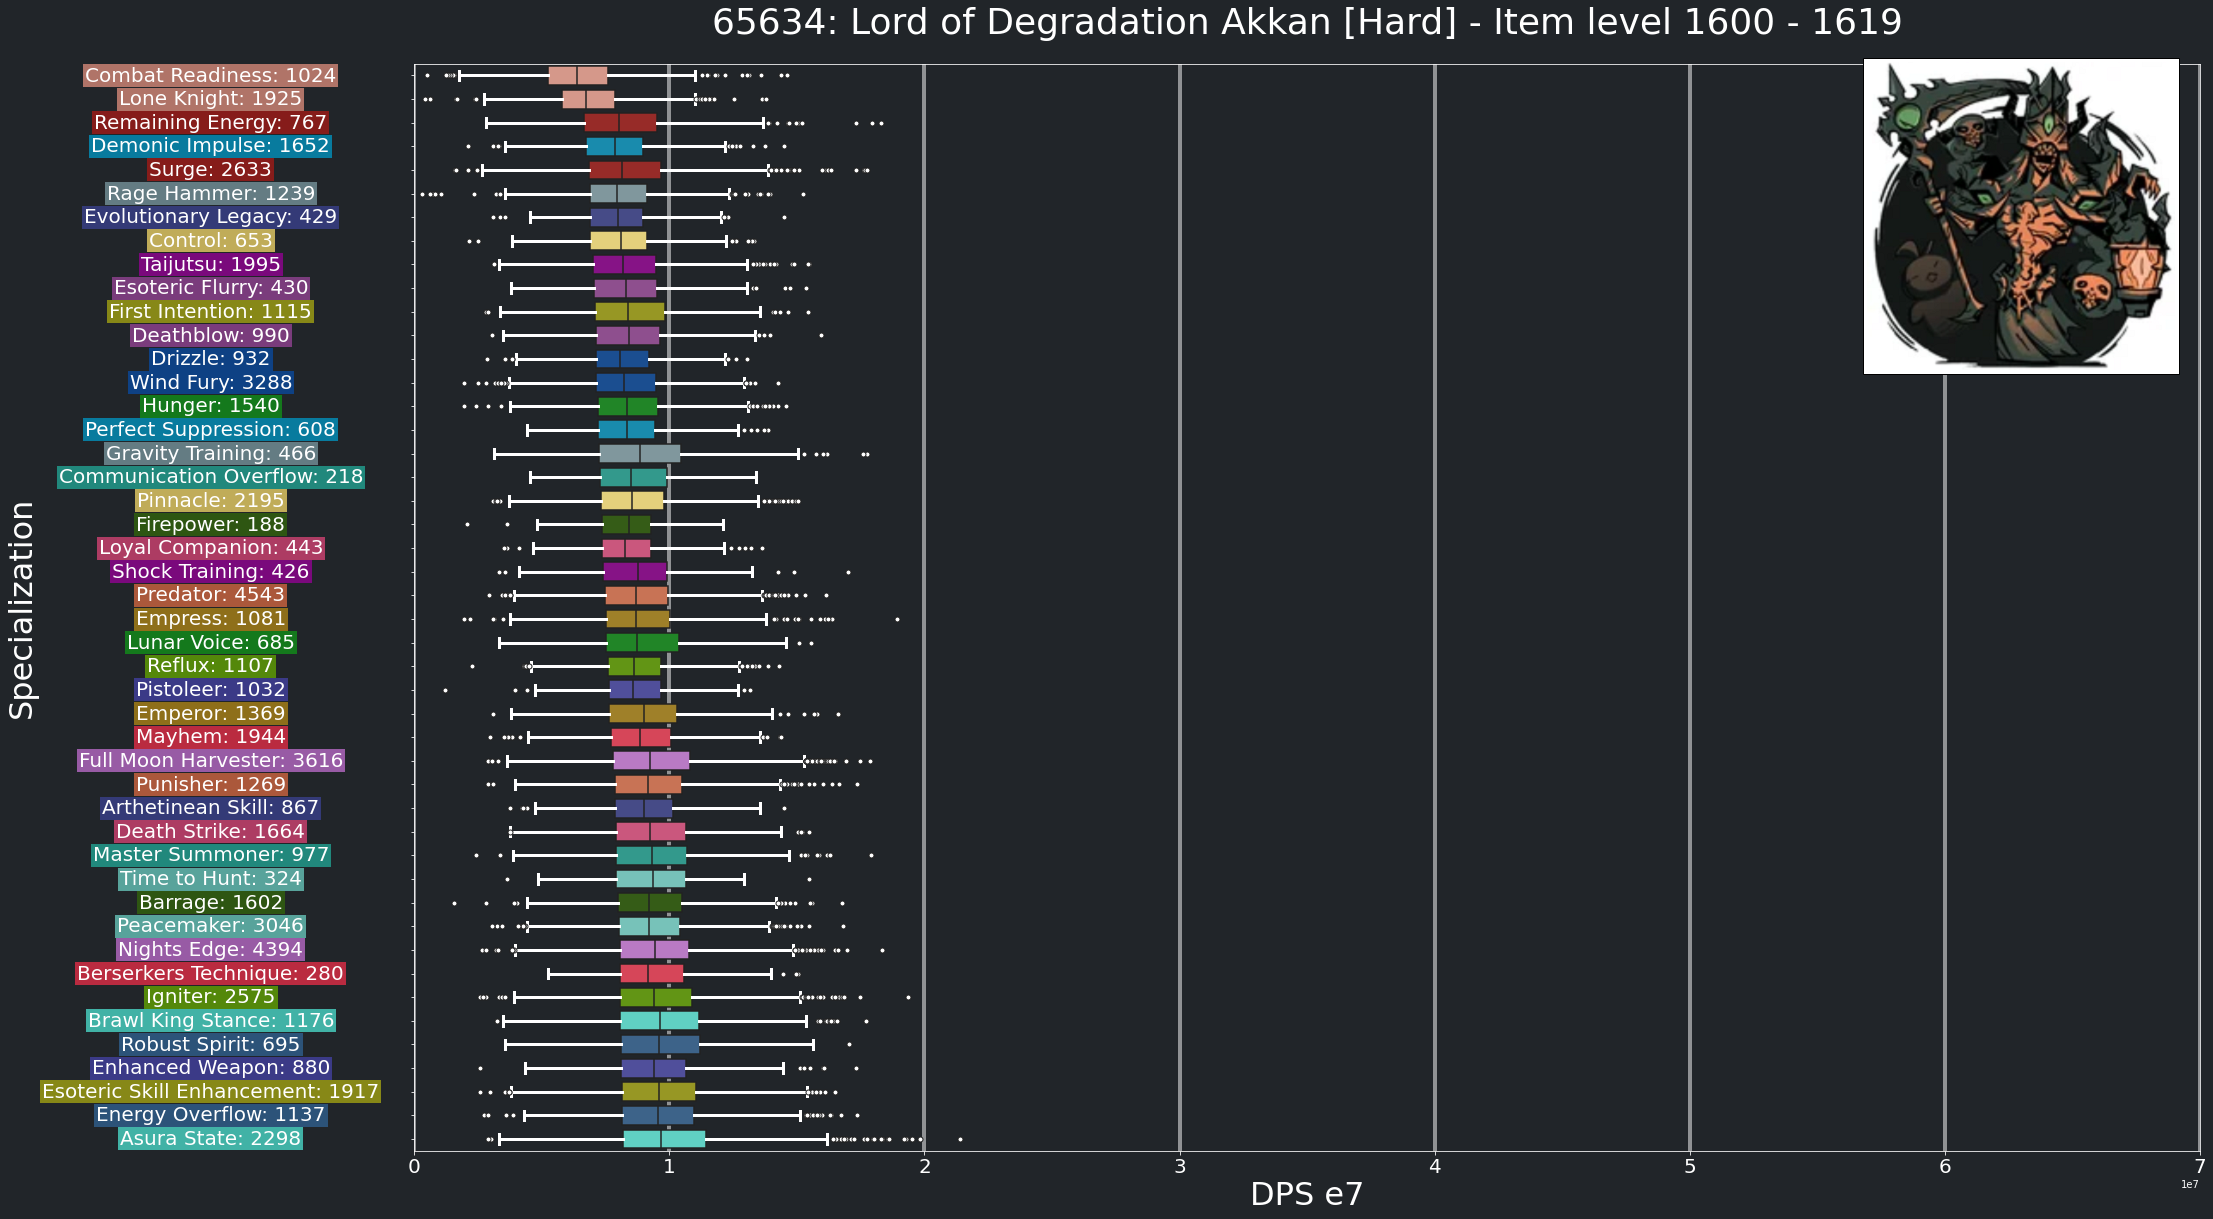 65634: Lord of Degradation Akkan [Hard] - Item level 1600 - 1619
Specialization
Combat Readiness: 1024
Lone Knight: 1925
Remaining Energy: 767
Demonic Impulse: 1652
Surge: 2633
Rage Hammer: 1239
Evolutionary Legacy: 429
Control: 653
Taijutsu: 1995
Esoteric Flurry: 430
First Intention: 1115
Deathblow: 990
Drizzle: 932
Wind Fury: 3288
Hunger: 1540
Perfect Suppression: 608
Gravity Training: 466
Communication Overflow: 218
Pinnacle: 2195
Firepower: 188
Loyal Companion: 443
Shock Training: 426
Predator: 4543
Empress: 1081
Lunar Voice: 685
Reflux: 1107
Pistoleer: 1032
Emperor: 1369
Mayhem: 1944
Full Moon Harvester: 3616
Punisher: 1269
Arthetinean Skill: 867
Death Strike: 1664
Master Summoner: 977
Time to Hunt: 324
Barrage: 1602
Peacemaker: 3046
Nights Edge: 4394
Berserkers Technique: 280
Igniter: 2575
Brawl King Stance: 1176
Robust Spirit: 695
Enhanced Weapon: 880
Esoteric Skill Enhancement: 1917
Energy Overflow: 1137
Asura State: 2298
0 1 2 3 4 5 6 7
1e7
DPS e7